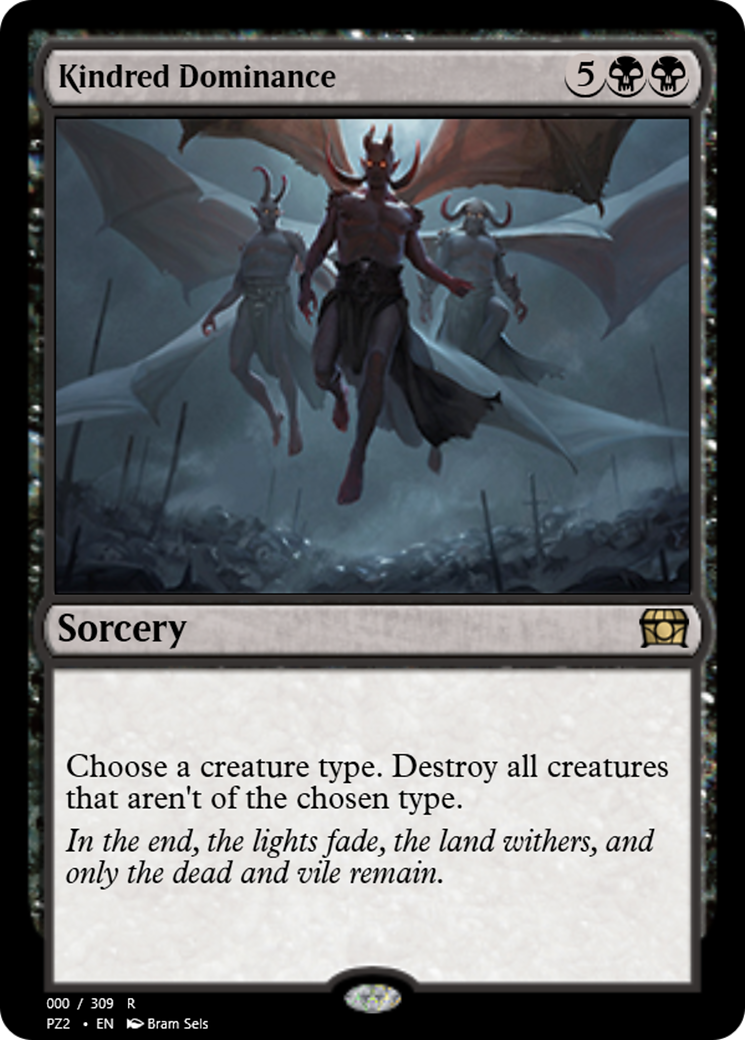 Kindred Dominance 5
Sorcery
Choose a creature type. Destroy all creatures
that aren't of the chosen type.
In the end, the lights fade, the land withers, and
only the dead and vile remain.
000 / 309 R
PZ2 • EN Bram Sels